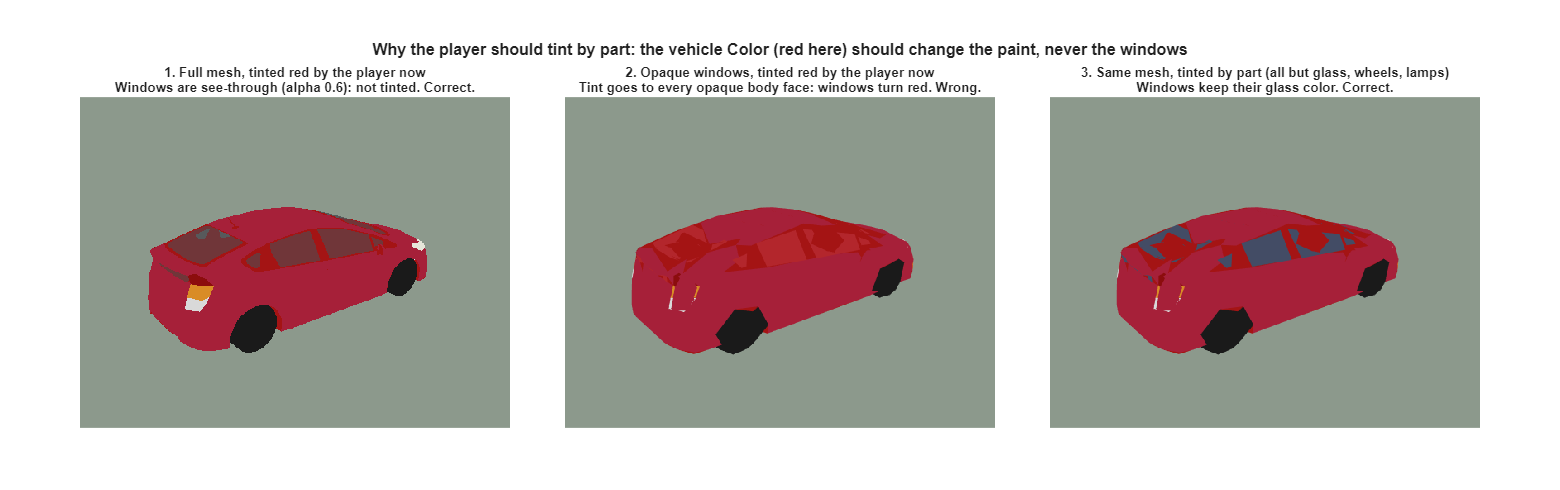 Why the player should tint by part: the vehicle Color (red here) should change the paint, never the windows
1. Full mesh, tinted red by the player now
Windows are see-through (alpha 0.6): not tinted. Correct.
2. Opaque windows, tinted red by the player now
Tint goes to every opaque body face: windows turn red. Wrong.
3. Same mesh, tinted by part (all but glass, wheels, lamps)
Windows keep their glass color. Correct.